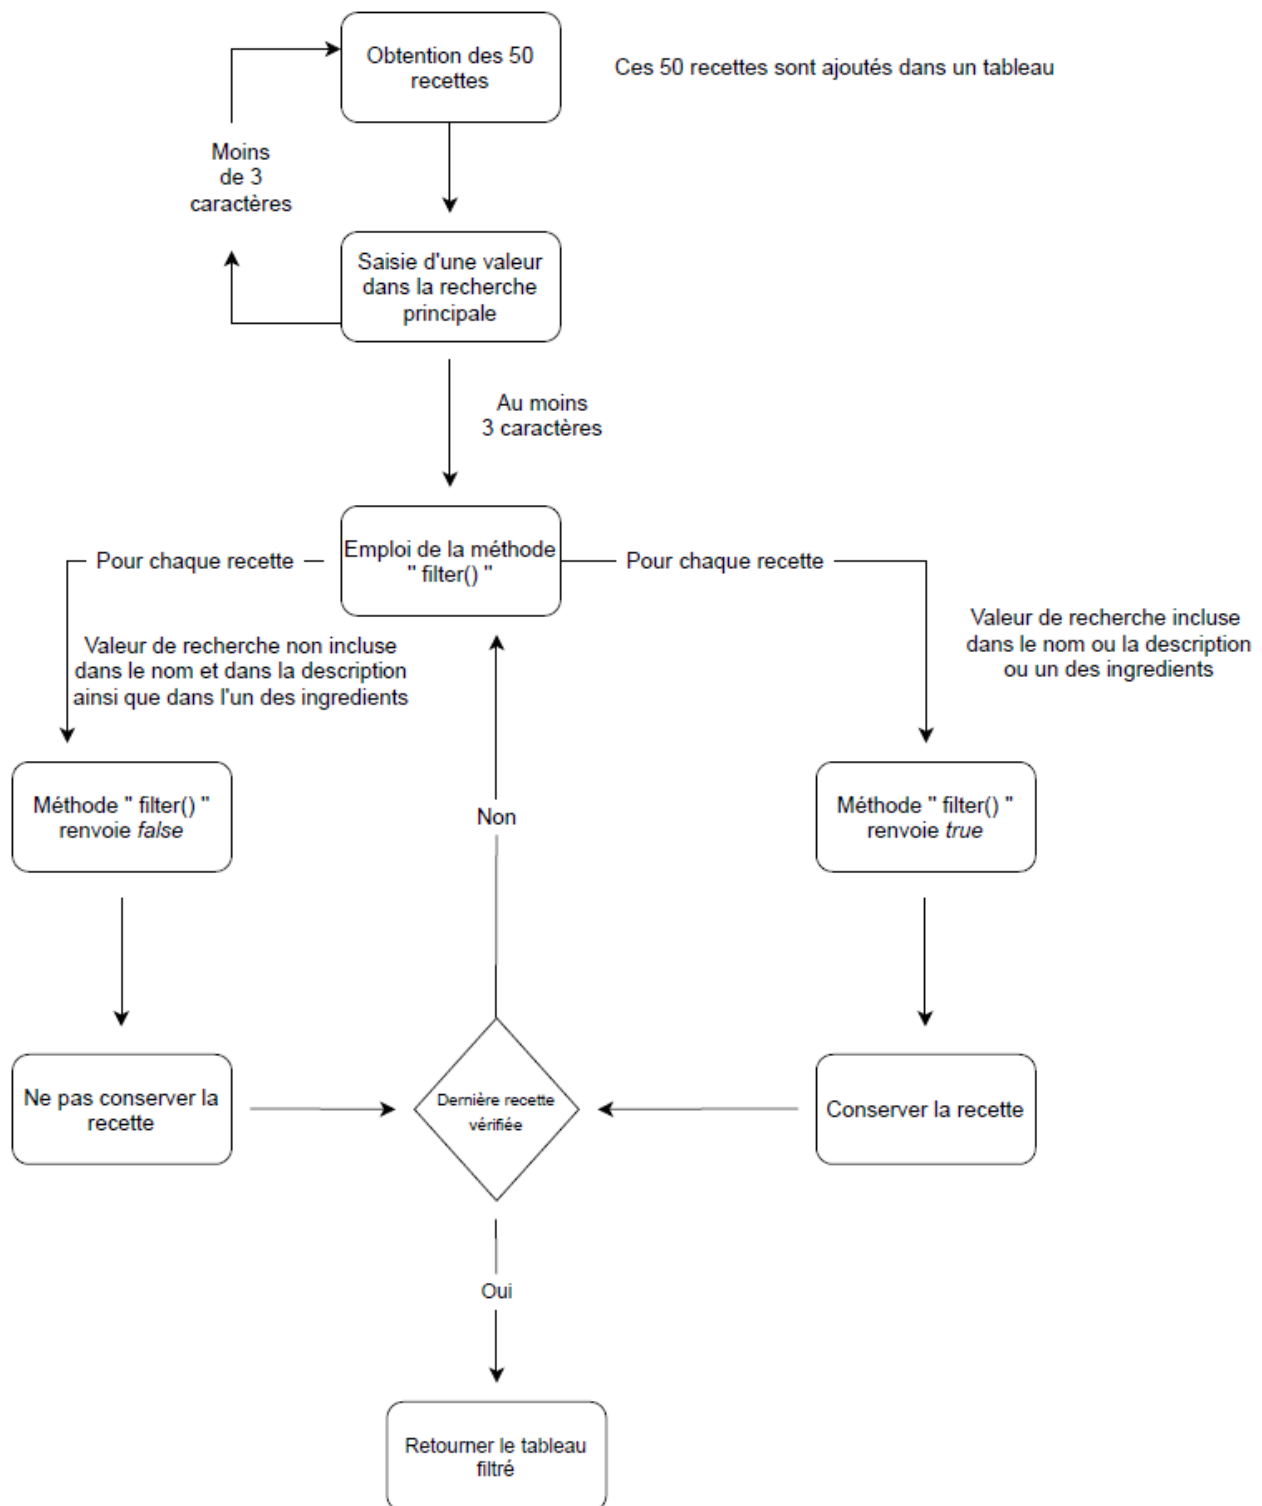 Obtention des 50
recettes
Ces 50 recettes sont ajoutés dans un tableau
Moins
de 3
caractères
Saisie d'une valeur
dans la recherche
principale
Au moins
3 caractères
Emploi de la méthode
" filter() "
Pour chaque recette
Pour chaque recette
Valeur de recherche non incluse
dans le nom et dans la description
ainsi que dans l'un des ingredients
Valeur de recherche incluse
dans le nom ou la description
ou un des ingredients
Méthode " filter() "
renvoie false
Non
Méthode " filter() "
renvoie true
Ne pas conserver la
recette
Dernière recette
vérifiée
Conserver la recette
Oui
Retourner le tableau
filtré